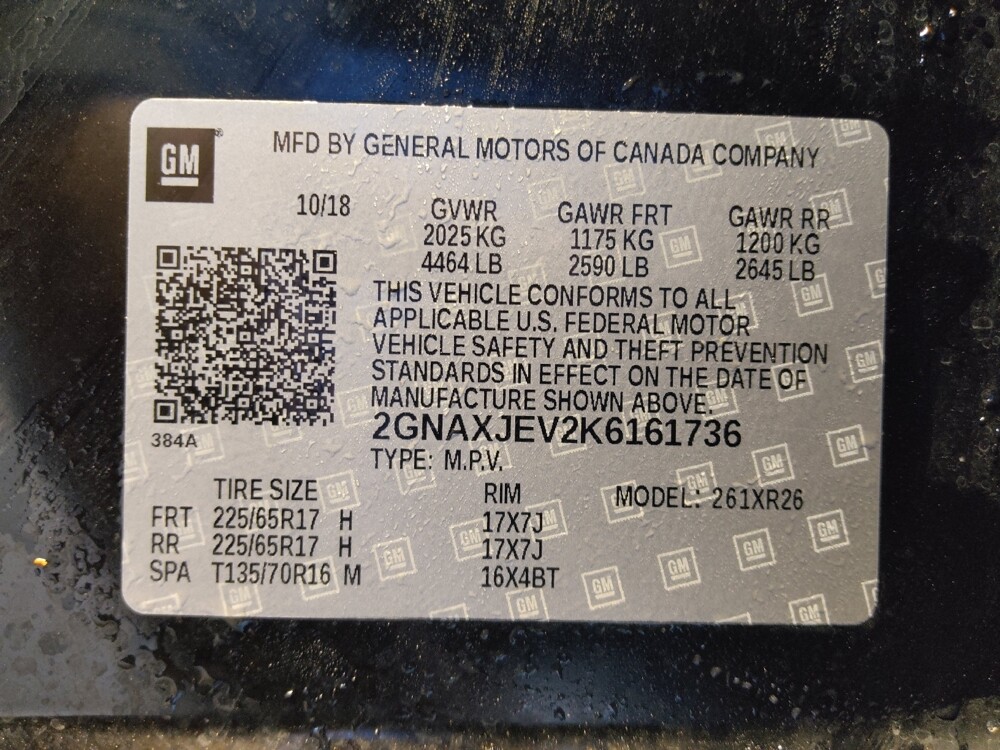 GM
MFD BY GENERAL MOTORS OF CANADA COMPANY
10/18 GVWR GAWR FRT GAWR RR
2025 KG 1175 KG 1200 KG
4464 LB 2590 LB 2645 LB
THIS VEHICLE CONFORMS TO ALL
APPLICABLE U.S. FEDERAL MOTOR
VEHICLE SAFETY AND THEFT PREVENTION
STANDARDS IN EFFECT ON THE DATE OF
MANUFACTURE SHOWN ABOVE.
384A
2GNAXJEV2K6161736
TYPE: M.P.V.
TIRE SIZE RIM MODEL: 261XR26
FRT 225/65R17 H 17X7J
RR 225/65R17 H 17X7J
SPA T135/70R16 M 16X4BT